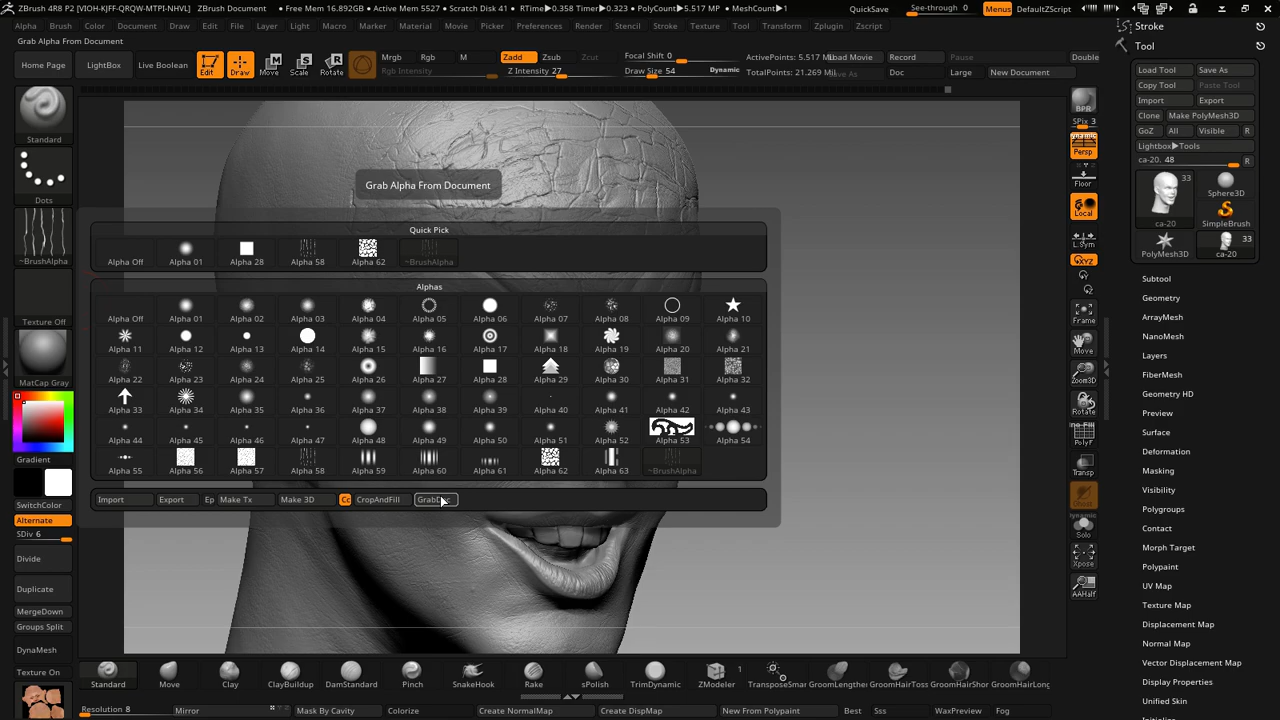 ZBrush 4R8 P2 [VIOH-KJFF-QRQW-MTPI-NHVL] ZBrush Document • Free Mem 16.892GB • Active Mem 5527 • Scratch Disk 41 • RTime▶0.358 Timer▶0.323 • PolyCount▶5.517 MP • MeshCount▶1 QuickSave See-through 0 Menus DefaultZScript
Alpha Brush Color Document Draw Edit File Layer Light Macro Marker Material Movie Picker Preferences Render Stencil Stroke Texture Tool Transform Zplugin Zscript
Grab Alpha From Document
Home Page LightBox Live Boolean Edit Draw Move Scale Rotate
Mrgb Rgb M Zadd Zsub Zcut Focal Shift 0 ActivePoints: 5.517 Mil Load Movie Record Pause Double
Rgb Intensity Z Intensity 27 Draw Size 54 Dynamic TotalPoints: 21.269 Mil Save As Doc Large New Document
Stroke
Tool
Load Tool Save As
Copy Tool Paste Tool
Import Export
Clone Make PolyMesh3D
GoZ All Visible R
Lightbox▶Tools
ca-20. 48 R
33
Sphere3D
ca-20 SimpleBrush
33
PolyMesh3D ca-20
Subtool
Geometry
ArrayMesh
NanoMesh
Layers
FiberMesh
Geometry HD
Preview
Surface
Deformation
Masking
Visibility
Polygroups
Contact
Morph Target
Polypaint
UV Map
Texture Map
Displacement Map
Normal Map
Vector Displacement Map
Display Properties
Unified Skin
Initialize
Standard
Dots
~BrushAlpha
Texture Off
MatCap Gray
Gradient
SwitchColor
Alternate
SDiv 6
Divide
Duplicate
MergeDown
Groups Split
DynaMesh
Texture On
Grab Alpha From Document
Quick Pick
Alpha Off Alpha 01 Alpha 28 Alpha 58 Alpha 62 ~BrushAlpha
Alphas
Alpha Off Alpha 01 Alpha 02 Alpha 03 Alpha 04 Alpha 05 Alpha 06 Alpha 07 Alpha 08 Alpha 09 Alpha 10
Alpha 11 Alpha 12 Alpha 13 Alpha 14 Alpha 15 Alpha 16 Alpha 17 Alpha 18 Alpha 19 Alpha 20 Alpha 21
Alpha 22 Alpha 23 Alpha 24 Alpha 25 Alpha 26 Alpha 27 Alpha 28 Alpha 29 Alpha 30 Alpha 31 Alpha 32
Alpha 33 Alpha 34 Alpha 35 Alpha 36 Alpha 37 Alpha 38 Alpha 39 Alpha 40 Alpha 41 Alpha 42 Alpha 43
Alpha 44 Alpha 45 Alpha 46 Alpha 47 Alpha 48 Alpha 49 Alpha 50 Alpha 51 Alpha 52 Alpha 53 Alpha 54
Alpha 55 Alpha 56 Alpha 57 Alpha 58 Alpha 59 Alpha 60 Alpha 61 Alpha 62 Alpha 63 ~BrushAlpha
Import Export Ep Make Tx Make 3D Cc CropAndFill
BPR
SPix 3
Dynamic
Persp
Floor
Local
L.Sym
XYZ
Frame
Move
Zoom3D
Rotate
Line Fill
PolyF
Transp
Dynamic
Solo
Xpose
AAHalf
Standard Move Clay ClayBuildup DamStandard Pinch SnakeHook Rake sPolish TrimDynamic ZModeler 1 TransposeSmar GroomLengthen GroomHairToss GroomHairShor GroomHairLong
Resolution 8 Mirror Mask By Cavity Colorize Create NormalMap Create DispMap New From Polypaint Best Sss WaxPreview Fog